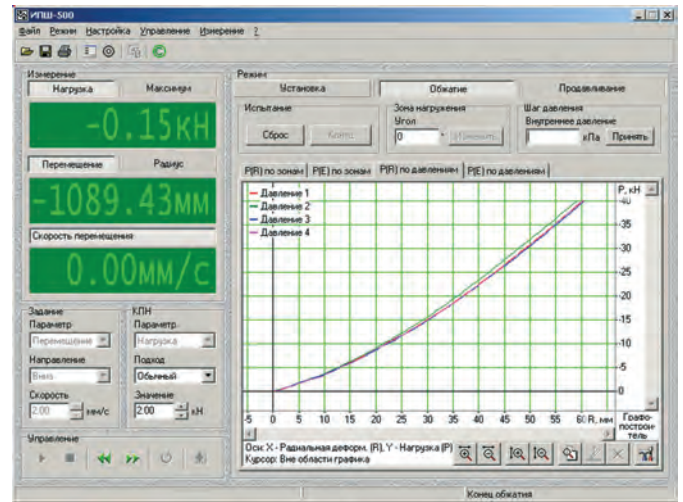 ИПШ-500
Файл Режим Настройка Управление Измерение ?
Измерение
Нагрузка Максимум
-0.15кН
Перемещение Радиус
-1089.43мм
Скорость перемещения
0.00мм/с
Задание
Параметр
Перемещение
Направление
Вниз
Скорость
2.00 мм/с
КПН
Параметр
Нагрузка
Подход
Обычный
Значение
2.00 кН
Управление
Режим
Установка Обжатие Продавливание
Испытание
Сброс Конец
Зона нагружения
Угол
0 ° Изменить
Шаг давления
Внутреннее давление
кПа Принять
P(R) по зонам P(E) по зонам P(R) по давлениям P(E) по давлениям
Давление 1
Давление 2
Давление 3
Давление 4
P, кН
-40
-35
-30
-25
-20
-15
-10
-5
-0
-5 0 5 10 15 20 25 30 35 40 45 50 55 60 R, мм
Графо-
построи
тель
Оси: X - Радиальная деформ. (R), Y - Нагрузка (P)
Курсор: Вне области графика
Конец обжатия